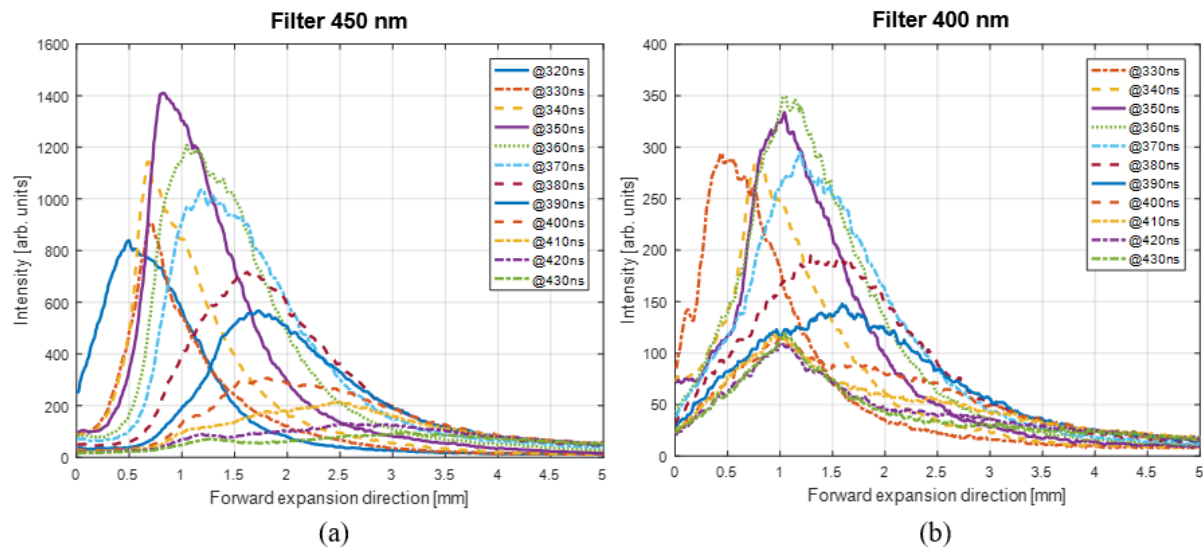 Filter 450 nm
1600
1400
1200
1000
800
600
400
200
0
Intensity [arb. units]
0
0.5
1
1.5
2
2.5
3
3.5
4
4.5
5
Forward expansion direction [mm]
@320ns
@330ns
@340ns
@350ns
@360ns
@370ns
@380ns
@390ns
@400ns
@410ns
@420ns
@430ns
(a)
Filter 400 nm
400
350
300
250
200
150
100
50
0
Intensity [arb. units]
0
0.5
1
1.5
2
2.5
3
3.5
4
4.5
5
Forward expansion direction [mm]
@330ns
@340ns
@350ns
@360ns
@370ns
@380ns
@390ns
@400ns
@410ns
@420ns
@430ns
(b)